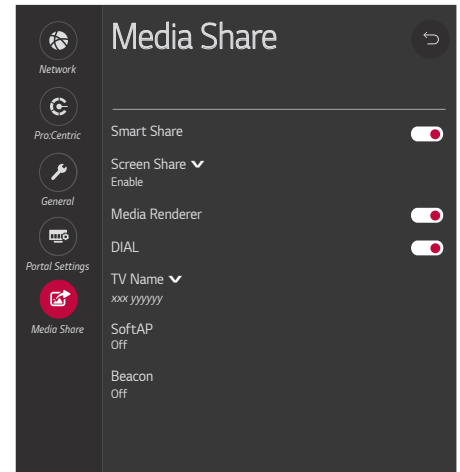 Media Share
Network
Pro:Centric
General
Portal Settings
Media Share
Smart Share
Screen Share
Enable
Media Renderer
DIAL
TV Name
xxx yyyyyy
SoftAP
Off
Beacon
Off